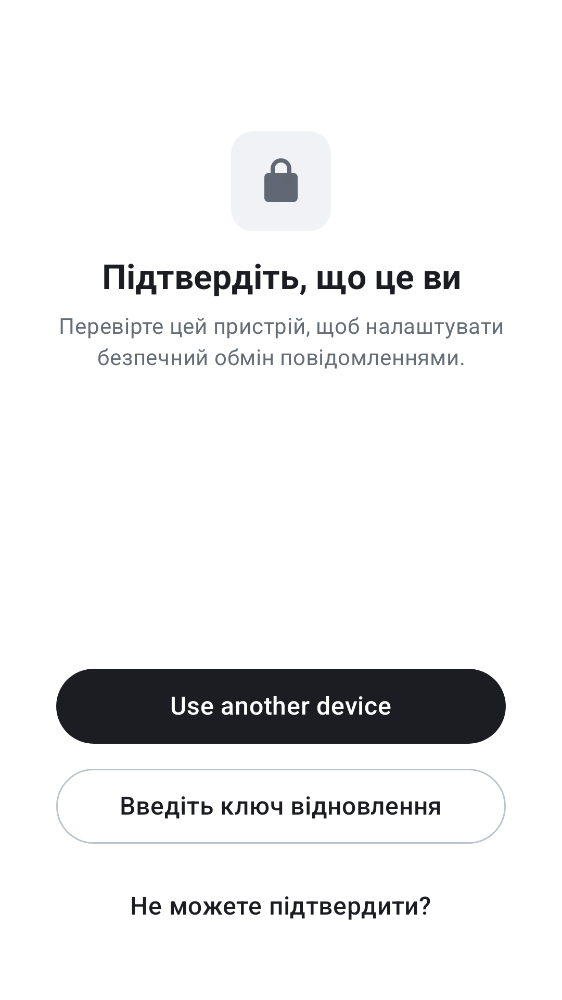 Підтвердіть, що це ви
Перевірте цей пристрій, щоб налаштувати
безпечний обмін повідомленнями.
Use another device
Введіть ключ відновлення
Не можете підтвердити?